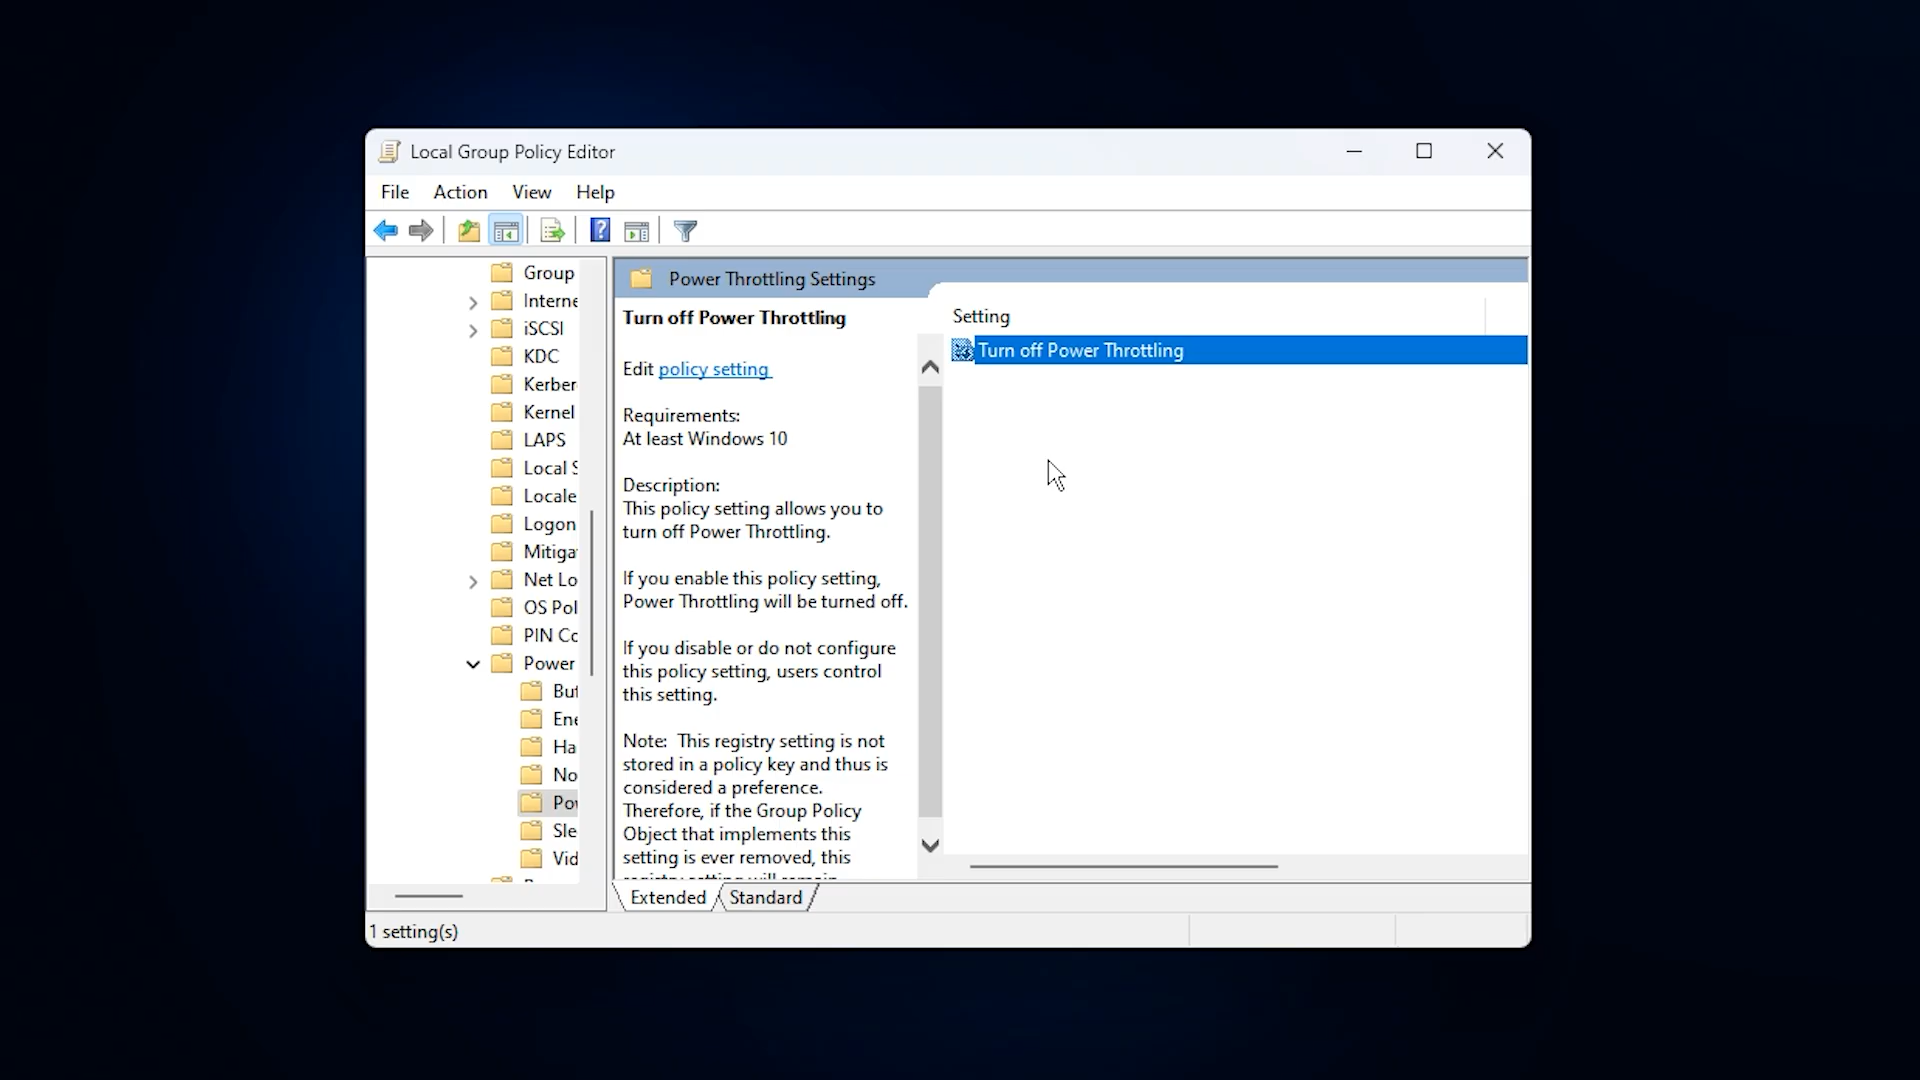 Local Group Policy Editor
File Action View Help
Group
Interne
iSCSI
KDC
Kerber
Kernel
LAPS
Local S
Locale
Logon
Mitiga
Net Lo
OS Pol
PIN Co
Power
But
Ene
Ha
No
Pow
Sle
Vid
Power Throttling Settings
Turn off Power Throttling
Edit policy setting
Requirements:
At least Windows 10
Description:
This policy setting allows you to
turn off Power Throttling.
If you enable this policy setting,
Power Throttling will be turned off.
If you disable or do not configure
this policy setting, users control
this setting.
Note: This registry setting is not
stored in a policy key and thus is
considered a preference.
Therefore, if the Group Policy
Object that implements this
setting is ever removed, this
registry setting will remain
Setting
Turn off Power Throttling
Extended Standard
1 setting(s)